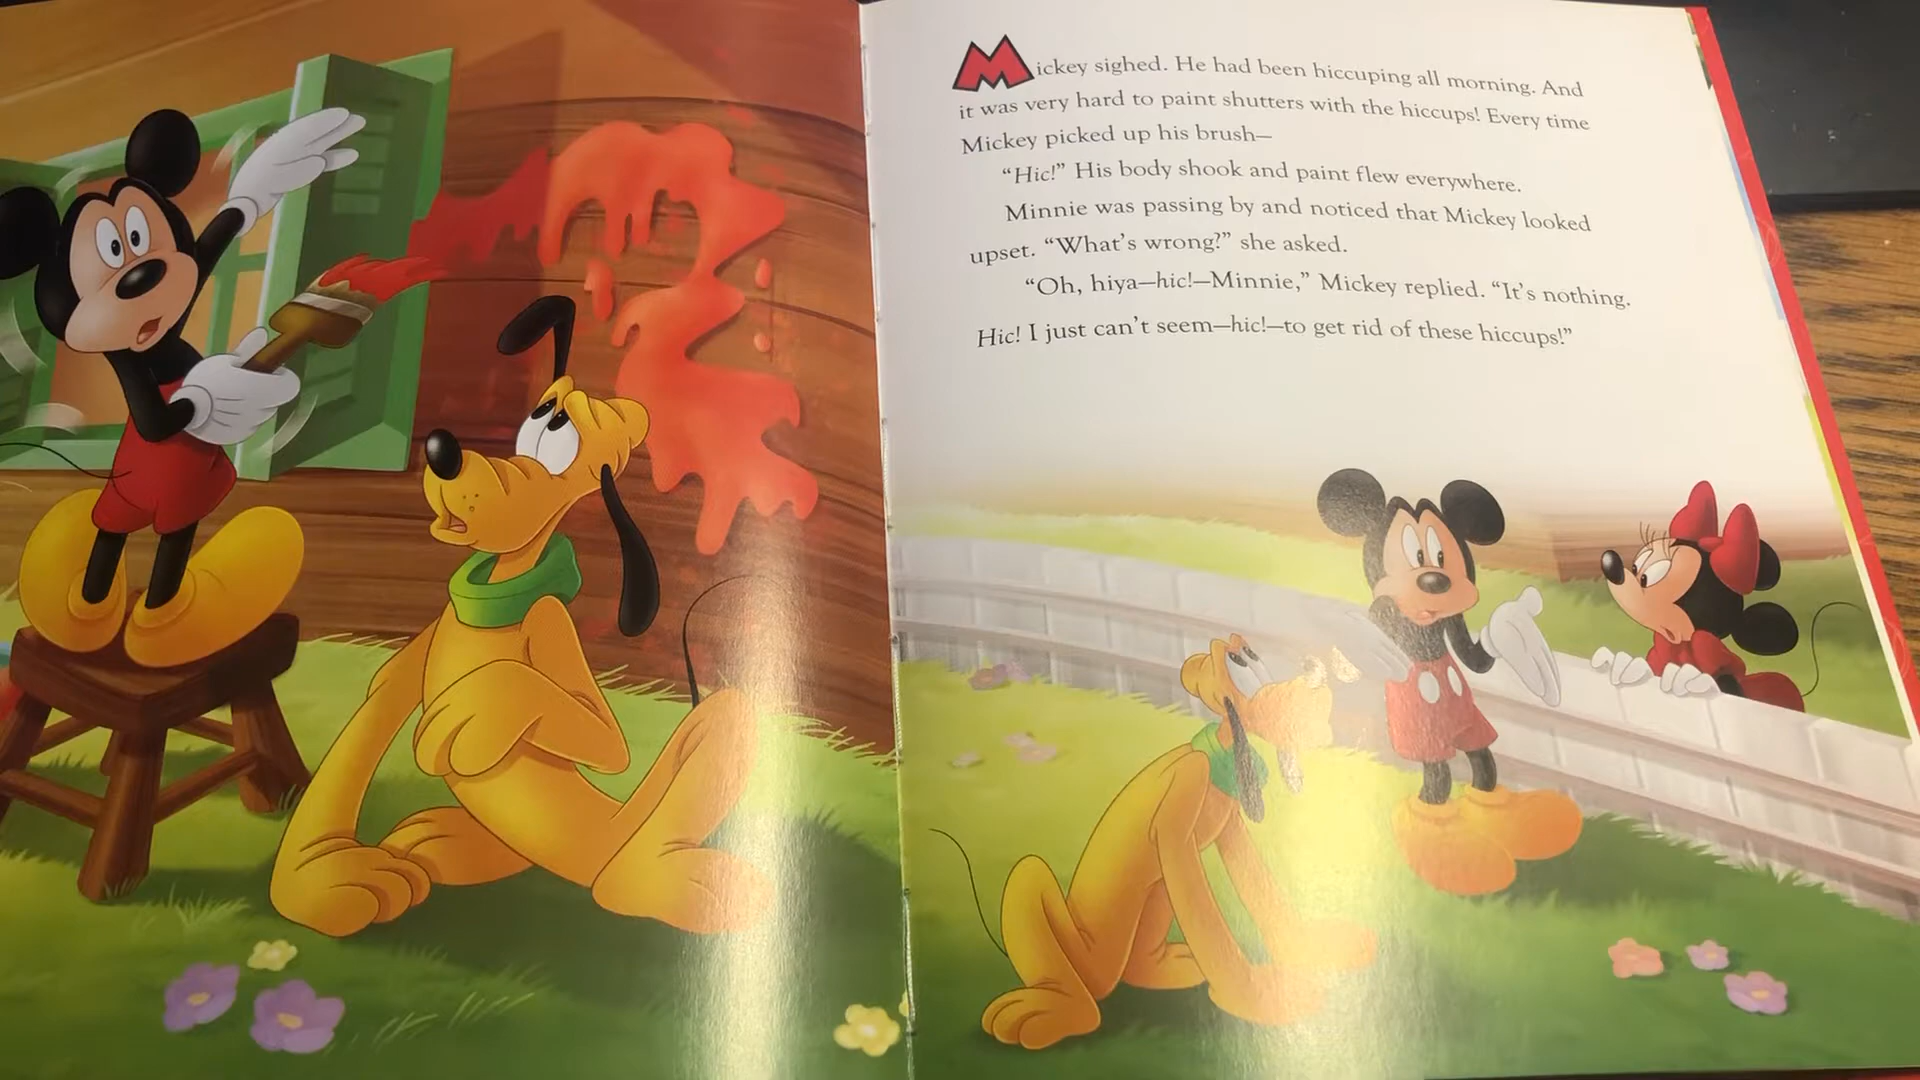 Mickey sighed. He had been hiccuping all morning. And
it was very hard to paint shutters with the hiccups! Every time
Mickey picked up his brush—
“Hic!” His body shook and paint flew everywhere.
Minnie was passing by and noticed that Mickey looked
upset. “What’s wrong?” she asked.
“Oh, hiya—hic!—Minnie,” Mickey replied. “It’s nothing.
Hic! I just can’t seem—hic!—to get rid of these hiccups!”